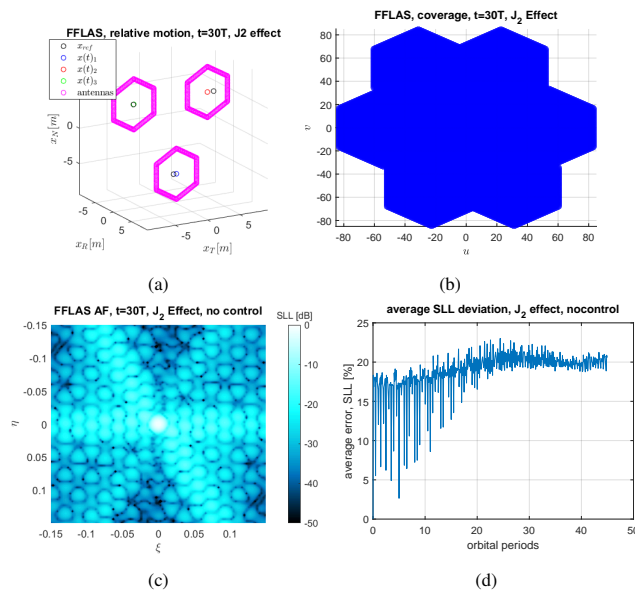 FFLAS, relative motion, t=30T, J2 effect
x_{ref}
x(t)_1
x(t)_2
x(t)_3
antennas
x_N[m]
0
-5
-5
0
5
x_R[m]
-5
0
5
x_T[m]
(a)
FFLAS, coverage, t=30T, J_2 Effect
80
60
40
20
0
-20
-40
-60
-80
v
-80
-60
-40
-20
0
20
40
60
80
u
(b)
FFLAS AF, t=30T, J_2 Effect, no control
SLL [dB]
-0.15
-0.1
-0.05
0
0.05
0.1
η
-0.15
-0.1
-0.05
0
0.05
0.1
ξ
0
-10
-20
-30
-40
-50
(c)
average SLL deviation, J_2 effect, nocontrol
25
20
15
10
5
0
average error, SLL [%]
0
10
20
30
40
50
orbital periods
(d)